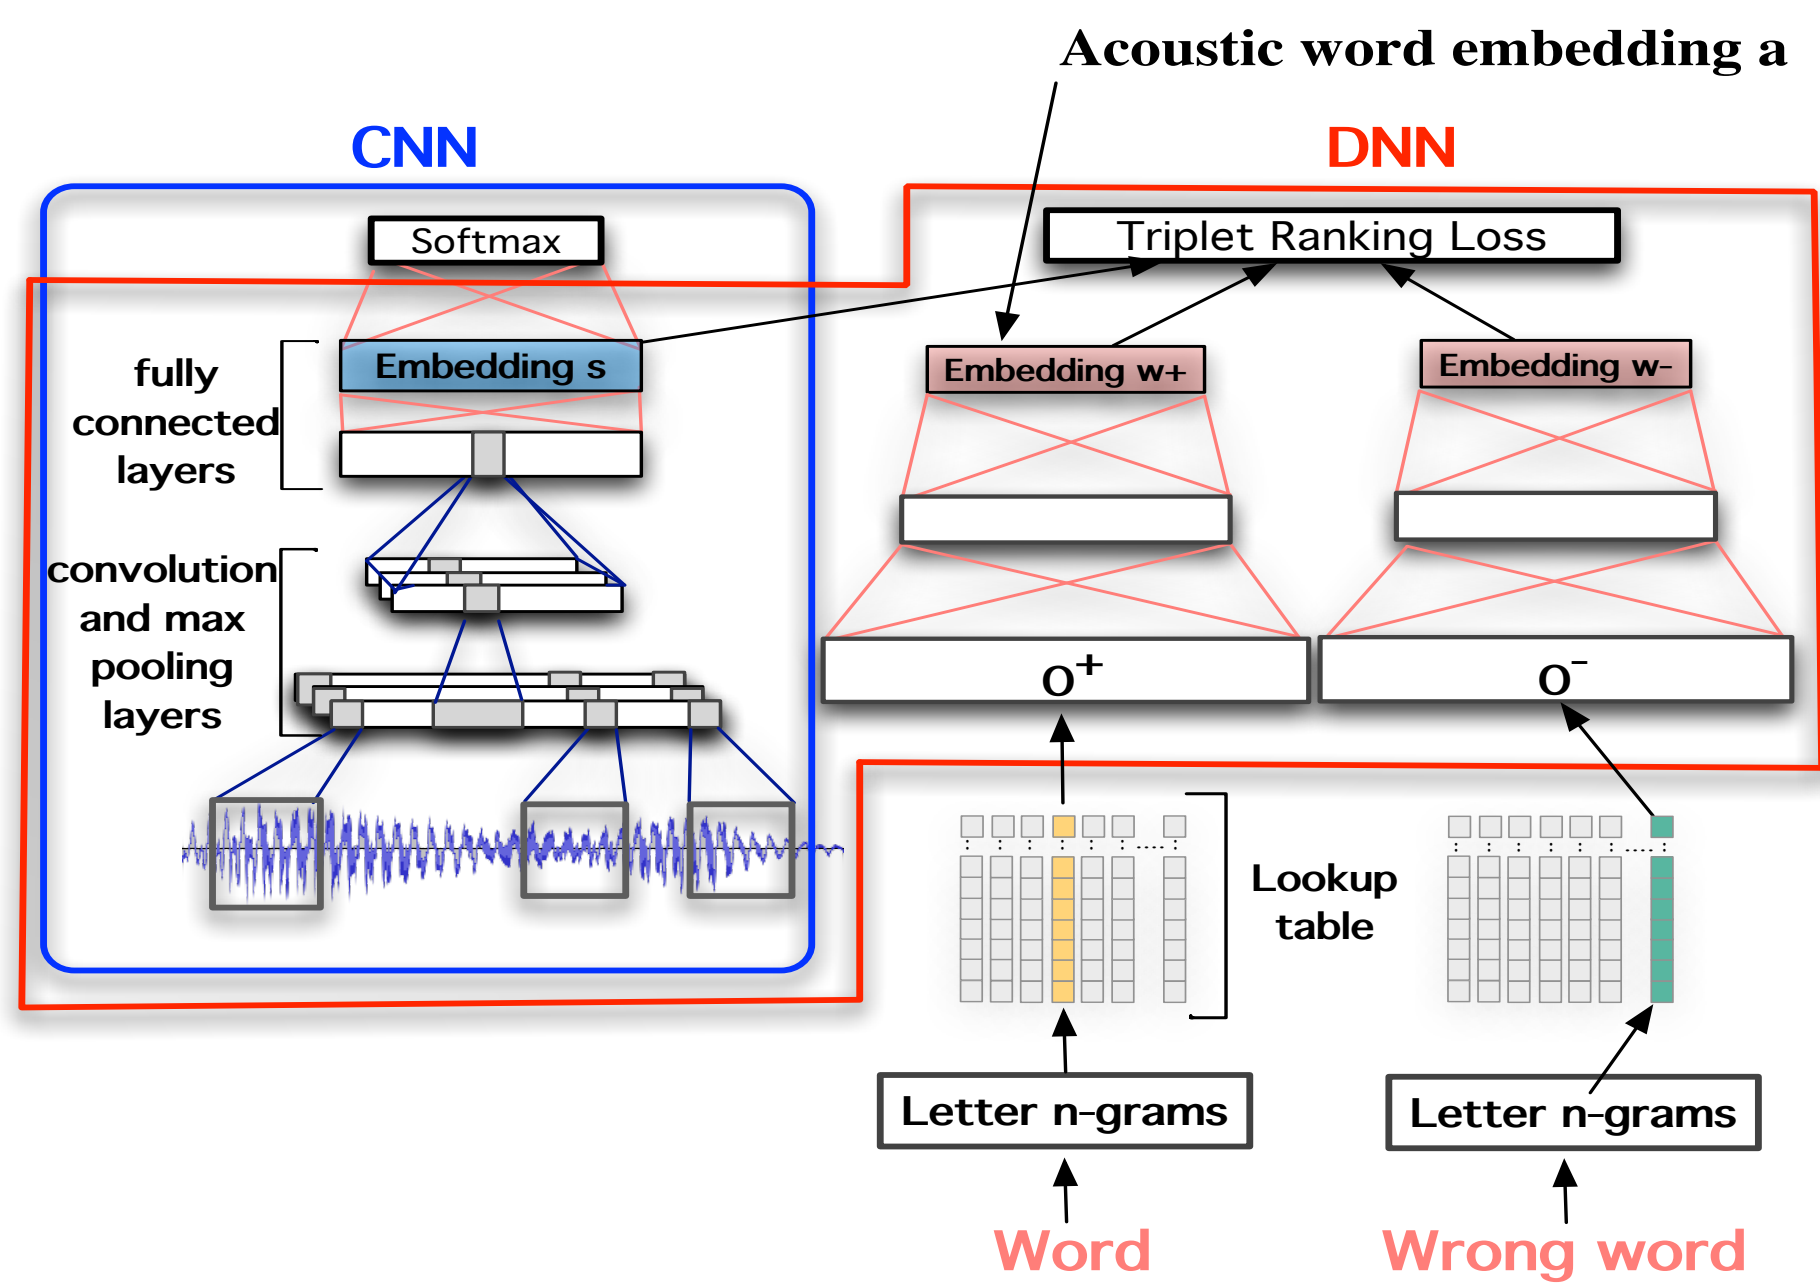 Acoustic word embedding a
CNN
DNN
Softmax
Triplet Ranking Loss
fully
connected
layers
Embedding s
Embedding w+
Embedding w-
convolution
and max
pooling
layers
O+
O-
Lookup
table
Letter n-grams
Letter n-grams
Word
Wrong word